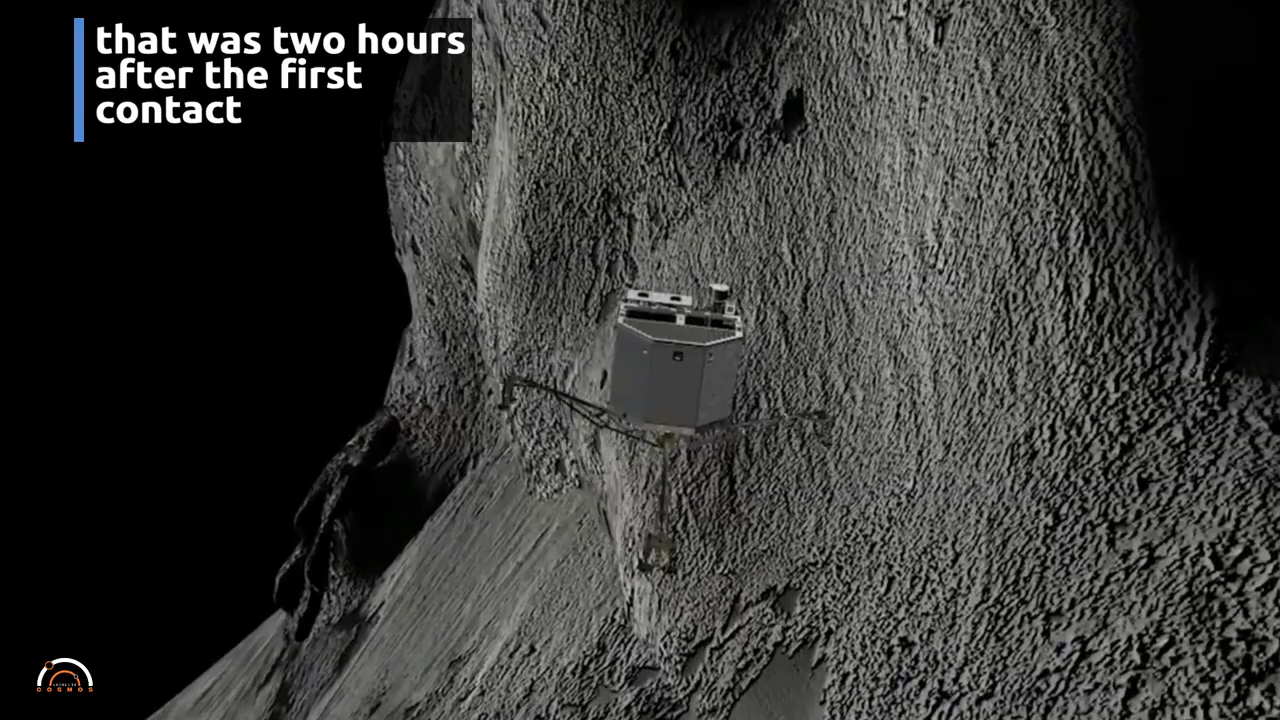 that was two hours
after the first
contact
COSMOS